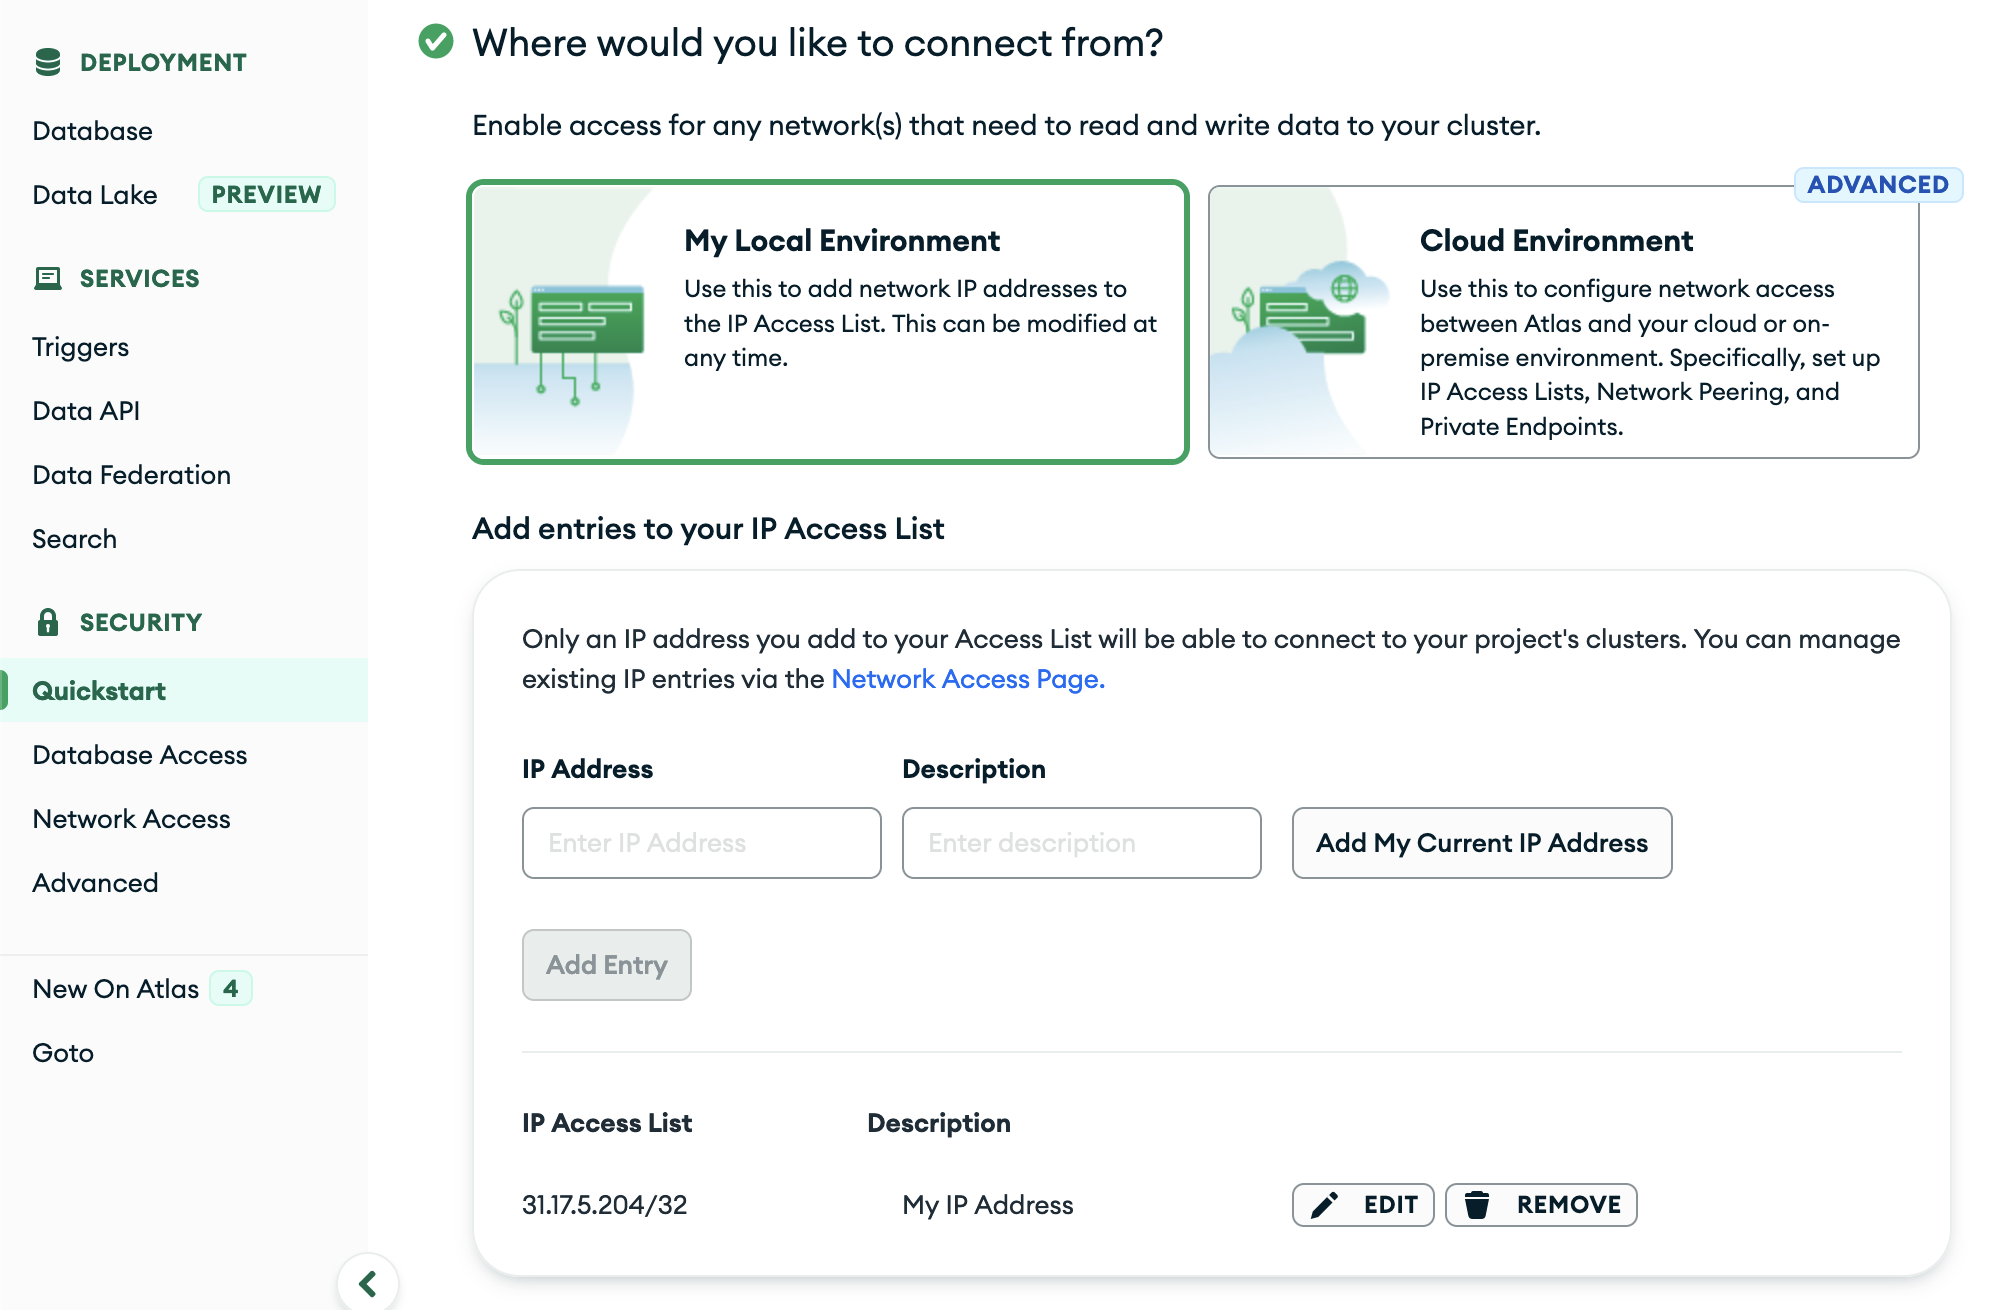 DEPLOYMENT
Database
Data Lake PREVIEW
SERVICES
Triggers
Data API
Data Federation
Search
SECURITY
Quickstart
Database Access
Network Access
Advanced
New On Atlas 4
Goto
Where would you like to connect from?
Enable access for any network(s) that need to read and write data to your cluster.
My Local Environment
Use this to add network IP addresses to
the IP Access List. This can be modified at
any time.
ADVANCED
Cloud Environment
Use this to configure network access
between Atlas and your cloud or on-
premise environment. Specifically, set up
IP Access Lists, Network Peering, and
Private Endpoints.
Add entries to your IP Access List
Only an IP address you add to your Access List will be able to connect to your project's clusters. You can manage
existing IP entries via the Network Access Page.
IP Address Description
Enter IP Address Enter description Add My Current IP Address
Add Entry
IP Access List Description
31.17.5.204/32 My IP Address EDIT REMOVE